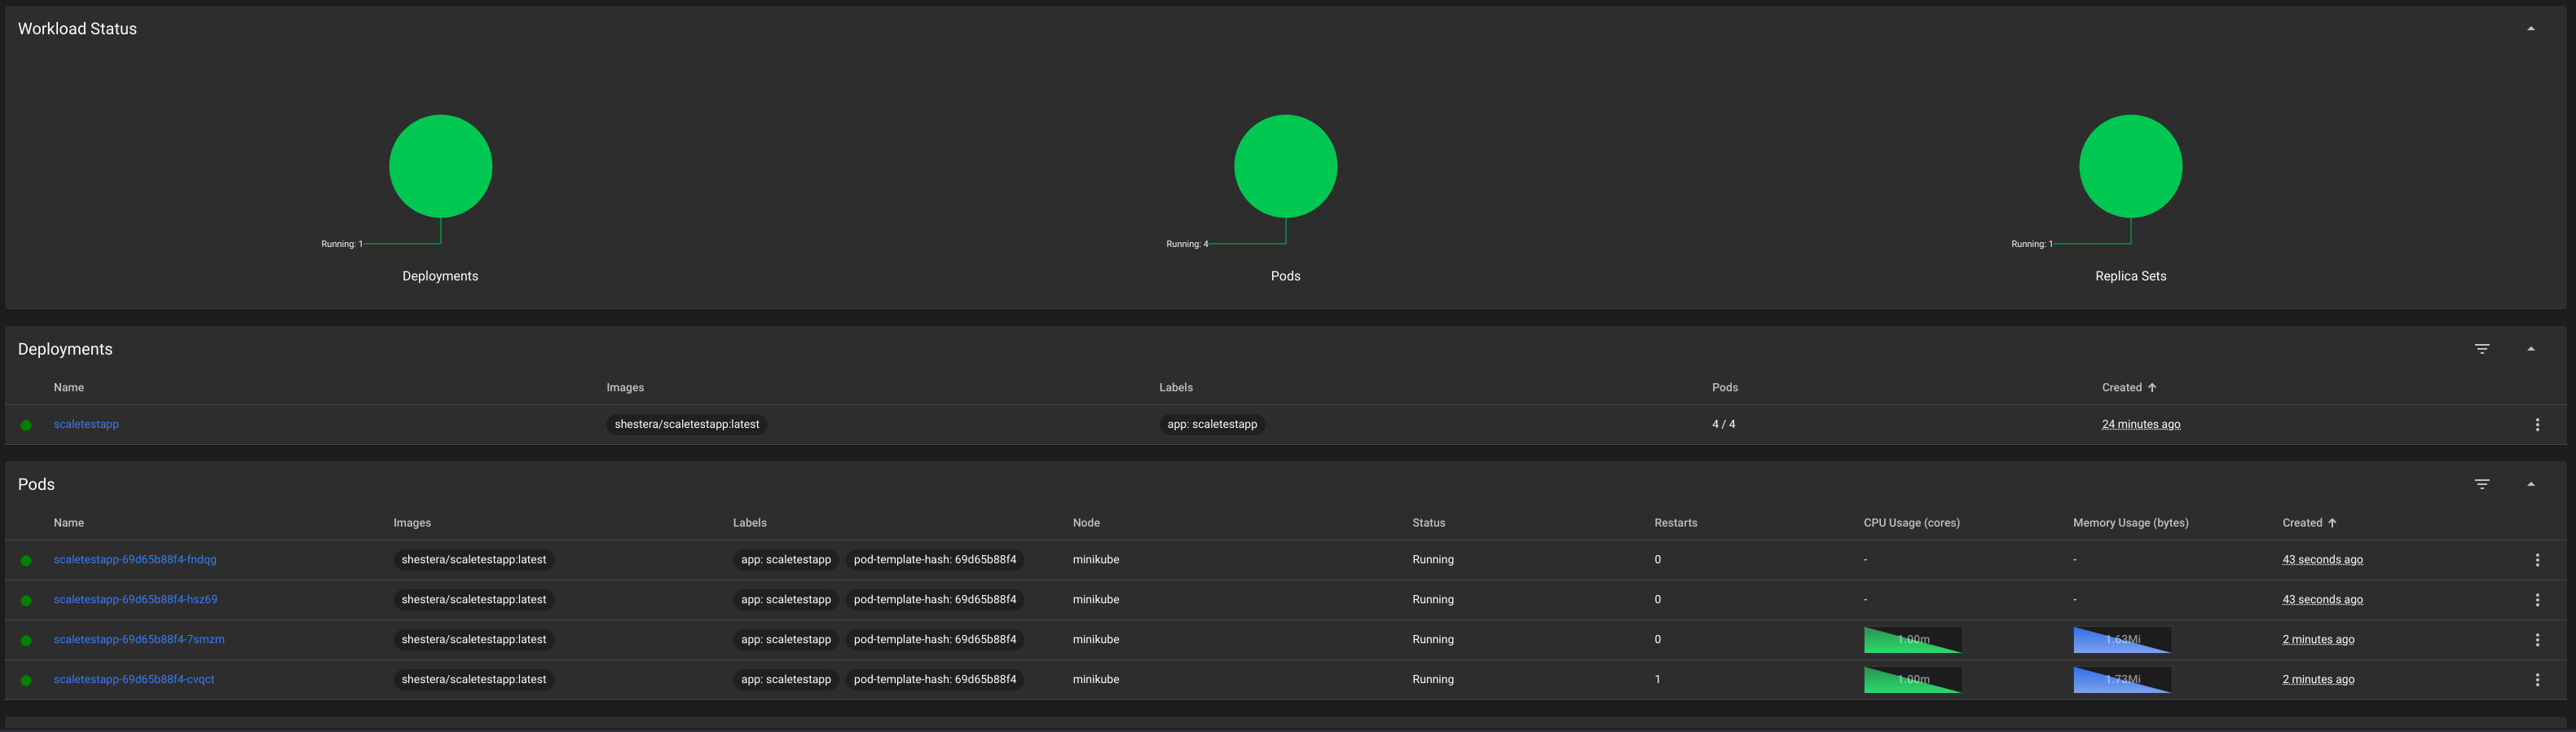 Workload Status
Running: 1
Running: 4
Running: 1
Deployments
Pods
Replica Sets
Deployments
Name Images Labels Pods Created
scaletestapp shestera/scaletestapp:latest app: scaletestapp 4 / 4 24 minutes ago
Pods
Name Images Labels Node Status Restarts CPU Usage (cores) Memory Usage (bytes) Created
scaletestapp-69d65b88f4-fndqg shestera/scaletestapp:latest app: scaletestapp pod-template-hash: 69d65b88f4 minikube Running 0 - - 43 seconds ago
scaletestapp-69d65b88f4-hsz69 shestera/scaletestapp:latest app: scaletestapp pod-template-hash: 69d65b88f4 minikube Running 0 - - 43 seconds ago
scaletestapp-69d65b88f4-7smzm shestera/scaletestapp:latest app: scaletestapp pod-template-hash: 69d65b88f4 minikube Running 0 1.00m 1.63Mi 2 minutes ago
scaletestapp-69d65b88f4-cvqct shestera/scaletestapp:latest app: scaletestapp pod-template-hash: 69d65b88f4 minikube Running 1 1.00m 1.73Mi 2 minutes ago